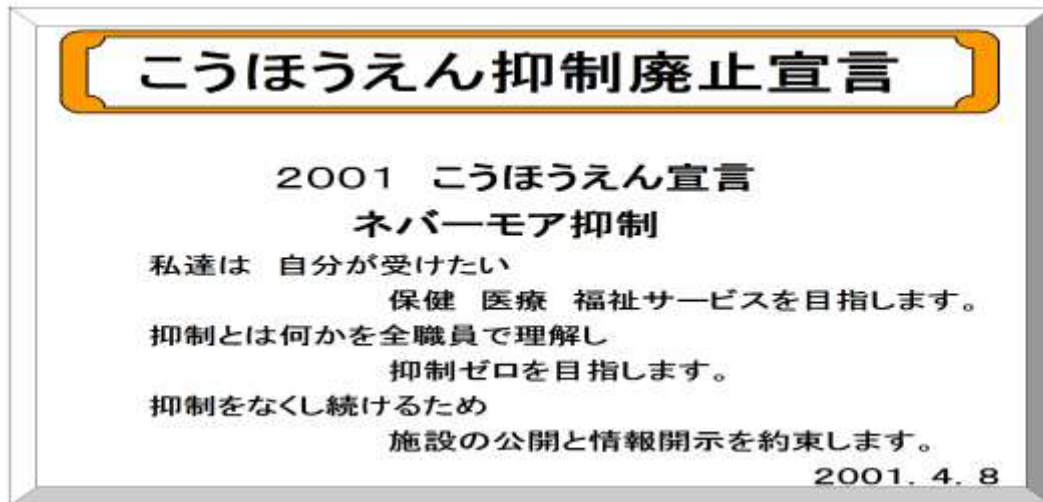 こうほうえん抑制廃止宣言
2001 こうほうえん宣言
ネバーモア抑制
私達は 自分が受けたい
保健 医療 福祉サービスを目指します。
抑制とは何かを全職員で理解し
抑制ゼロを目指します。
抑制をなくし続けるため
施設の公開と情報開示を約束します。
2001. 4. 8